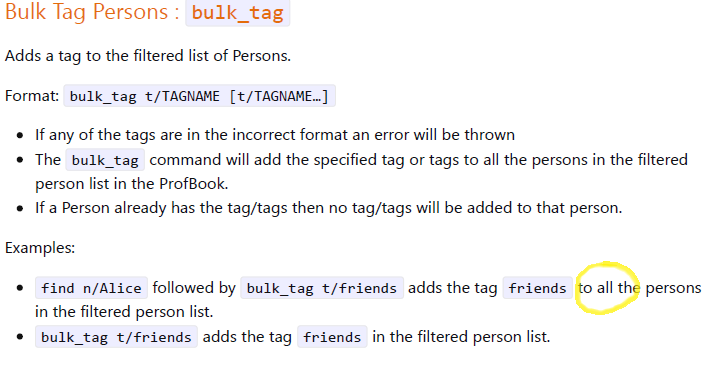 Bulk Tag Persons : bulk_tag
Adds a tag to the filtered list of Persons.
Format: bulk_tag t/TAGNAME [t/TAGNAME…]
• If any of the tags are in the incorrect format an error will be thrown
• The bulk_tag command will add the specified tag or tags to all the persons in the filtered
person list in the ProfBook.
• If a Person already has the tag/tags then no tag/tags will be added to that person.
Examples:
• find n/Alice followed by bulk_tag t/friends adds the tag friends to all the persons
in the filtered person list.
• bulk_tag t/friends adds the tag friends in the filtered person list.